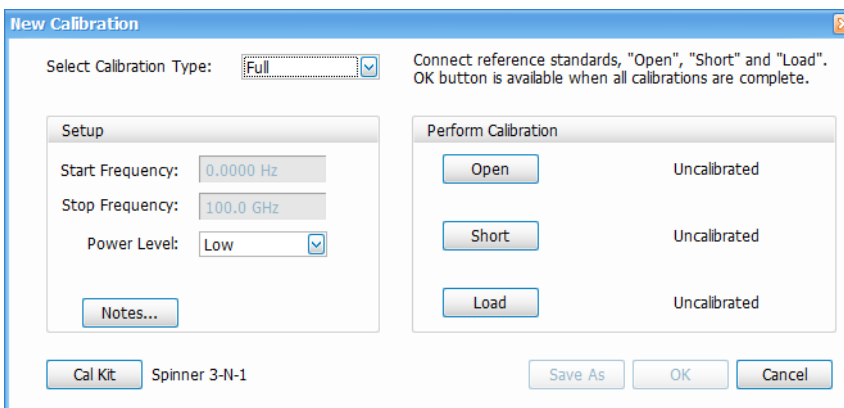 New Calibration
Select Calibration Type: Full
Connect reference standards, "Open", "Short" and "Load".
OK button is available when all calibrations are complete.
Setup
Start Frequency: 0.0000 Hz
Stop Frequency: 100.0 GHz
Power Level: Low
Notes...
Perform Calibration
Open Uncalibrated
Short Uncalibrated
Load Uncalibrated
Cal Kit Spinner 3-N-1
Save As OK Cancel